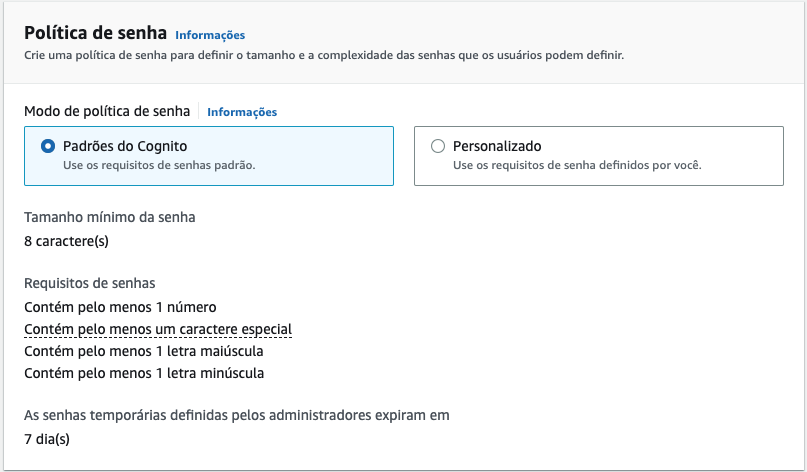 Política de senha Informações
Crie uma política de senha para definir o tamanho e a complexidade das senhas que os usuários podem definir.
Modo de política de senha Informações
Padrões do Cognito
Use os requisitos de senhas padrão.
Personalizado
Use os requisitos de senha definidos por você.
Tamanho mínimo da senha
8 caractere(s)
Requisitos de senhas
Contém pelo menos 1 número
Contém pelo menos um caractere especial
Contém pelo menos 1 letra maiúscula
Contém pelo menos 1 letra minúscula
As senhas temporárias definidas pelos administradores expiram em
7 dia(s)